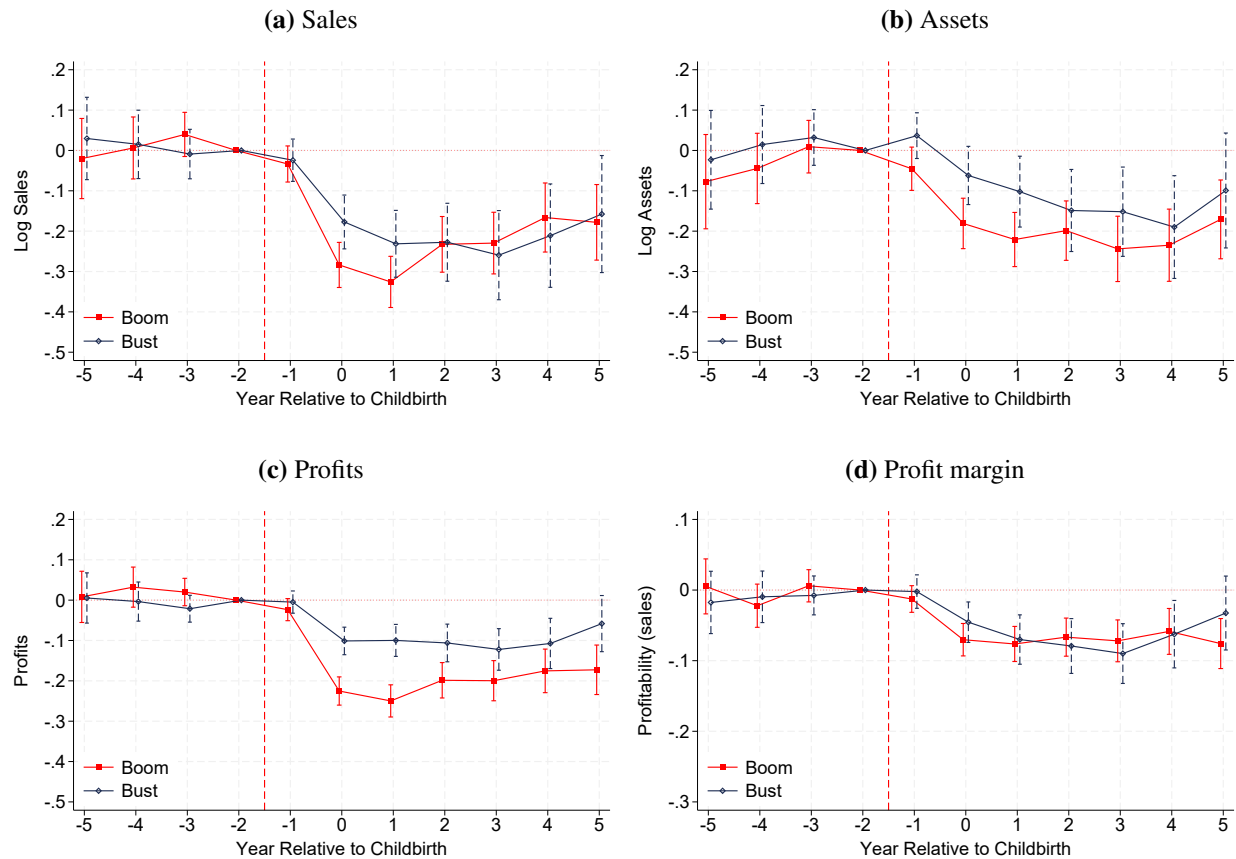 (a) Sales
.2
.1
0
-.1
-.2
-.3
-.4
-.5
Log Sales
Boom
Bust
-5 -4 -3 -2 -1 0 1 2 3 4 5
Year Relative to Childbirth
(b) Assets
.2
.1
0
-.1
-.2
-.3
-.4
-.5
Log Assets
Boom
Bust
-5 -4 -3 -2 -1 0 1 2 3 4 5
Year Relative to Childbirth
(c) Profits
.2
.1
0
-.1
-.2
-.3
-.4
-.5
Profits
Boom
Bust
-5 -4 -3 -2 -1 0 1 2 3 4 5
Year Relative to Childbirth
(d) Profit margin
.1
0
-.1
-.2
-.3
Profitability (sales)
Boom
Bust
-5 -4 -3 -2 -1 0 1 2 3 4 5
Year Relative to Childbirth